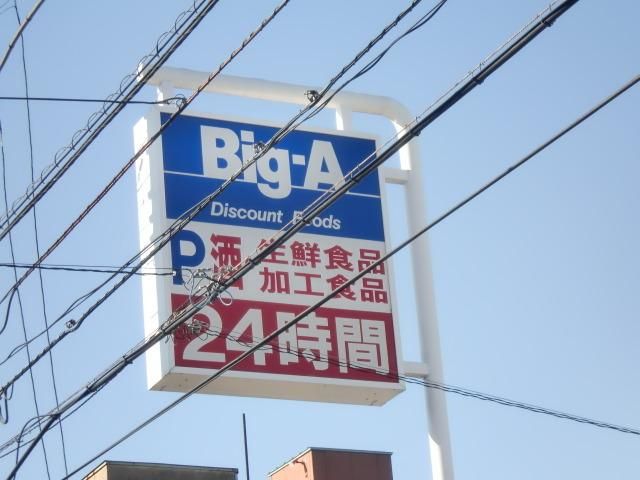 Big-A
Discount Foods
P 酒 生鮮食品
加工食品
24時間